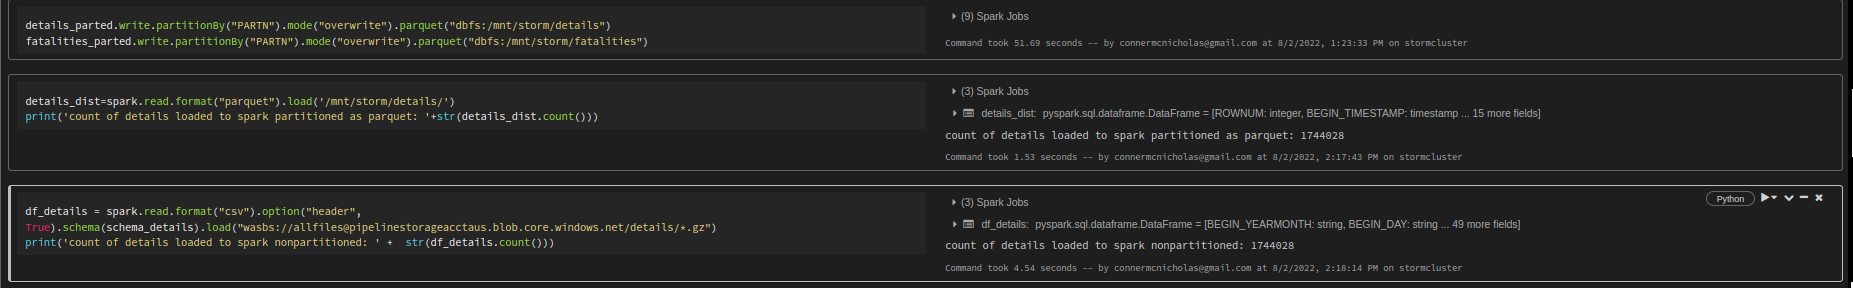 details_parted.write.partitionBy("PARTN").mode("overwrite").parquet("dbfs:/mnt/storm/details")
fatalities_parted.write.partitionBy("PARTN").mode("overwrite").parquet("dbfs:/mnt/storm/fatalities")
(9) Spark Jobs
Command took 51.69 seconds -- by connermcnicholas@gmail.com at 8/2/2022, 1:23:33 PM on stormcluster
details_dist=spark.read.format("parquet").load('/mnt/storm/details/')
print('count of details loaded to spark partitioned as parquet: '+str(details_dist.count()))
(3) Spark Jobs
details_dist: pyspark.sql.dataframe.DataFrame = [ROWNUM: integer, BEGIN_TIMESTAMP: timestamp ... 15 more fields]
count of details loaded to spark partitioned as parquet: 1744028
Command took 1.53 seconds -- by connermcnicholas@gmail.com at 8/2/2022, 2:17:43 PM on stormcluster
df_details = spark.read.format("csv").option("header",
True).schema(schema_details).load("wasbs://allfiles@pipelinestorageacctaus.blob.core.windows.net/details/*.gz")
print('count of details loaded to spark nonpartitioned: ' +  str(df_details.count()))
(3) Spark Jobs
Python
df_details: pyspark.sql.dataframe.DataFrame = [BEGIN_YEARMONTH: string, BEGIN_DAY: string ... 49 more fields]
count of details loaded to spark nonpartitioned: 1744028
Command took 4.54 seconds -- by connermcnicholas@gmail.com at 8/2/2022, 2:18:14 PM on stormcluster